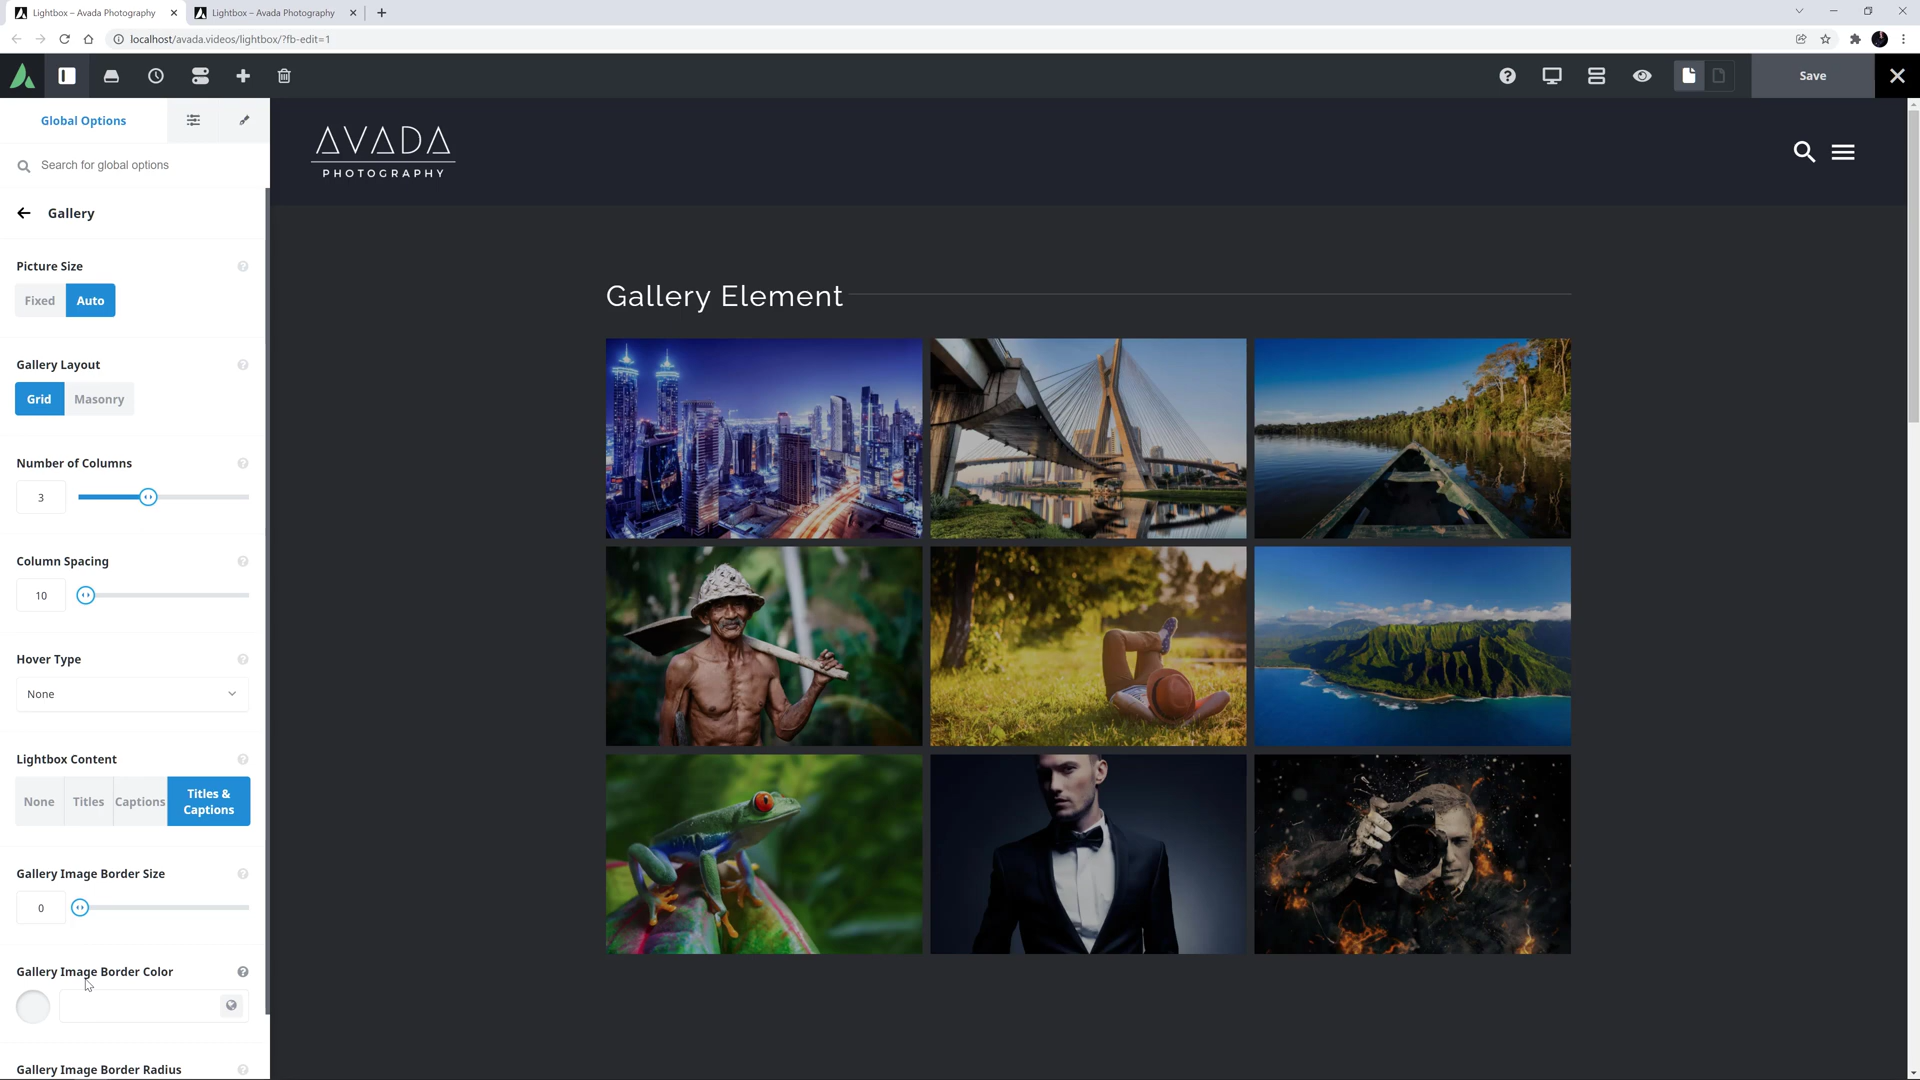 Lightbox – Avada Photography
Lightbox – Avada Photography
localhost/avada.videos/lightbox/?fb-edit=1
Save
Global Options
Search for global options
Gallery
Picture Size
Fixed
Auto
Gallery Layout
Grid
Masonry
Number of Columns
3
Column Spacing
10
Hover Type
None
Lightbox Content
None
Titles
Captions
Titles &
Captions
Gallery Image Border Size
0
Gallery Image Border Color
Gallery Image Border Radius
AVADA
PHOTOGRAPHY
Gallery Element